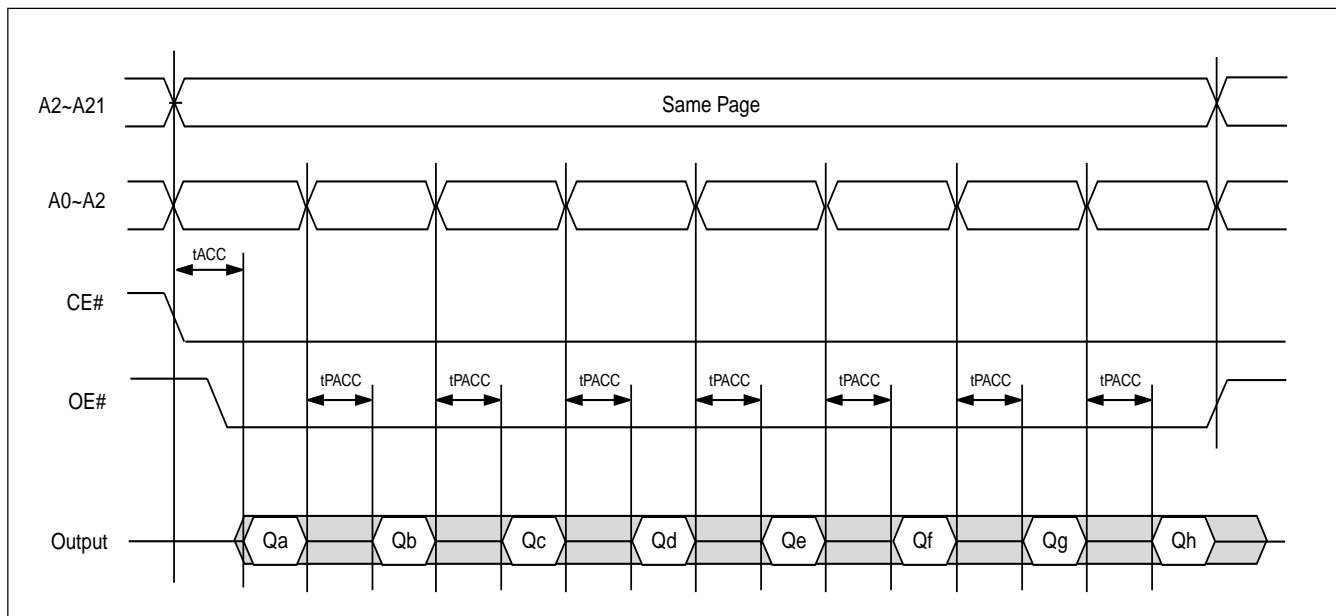 A2~A21
Same Page
A0~A2
tACC
CE#
tPACC tPACC tPACC tPACC tPACC tPACC tPACC
OE#
Output Qa Qb Qc Qd Qe Qf Qg Qh